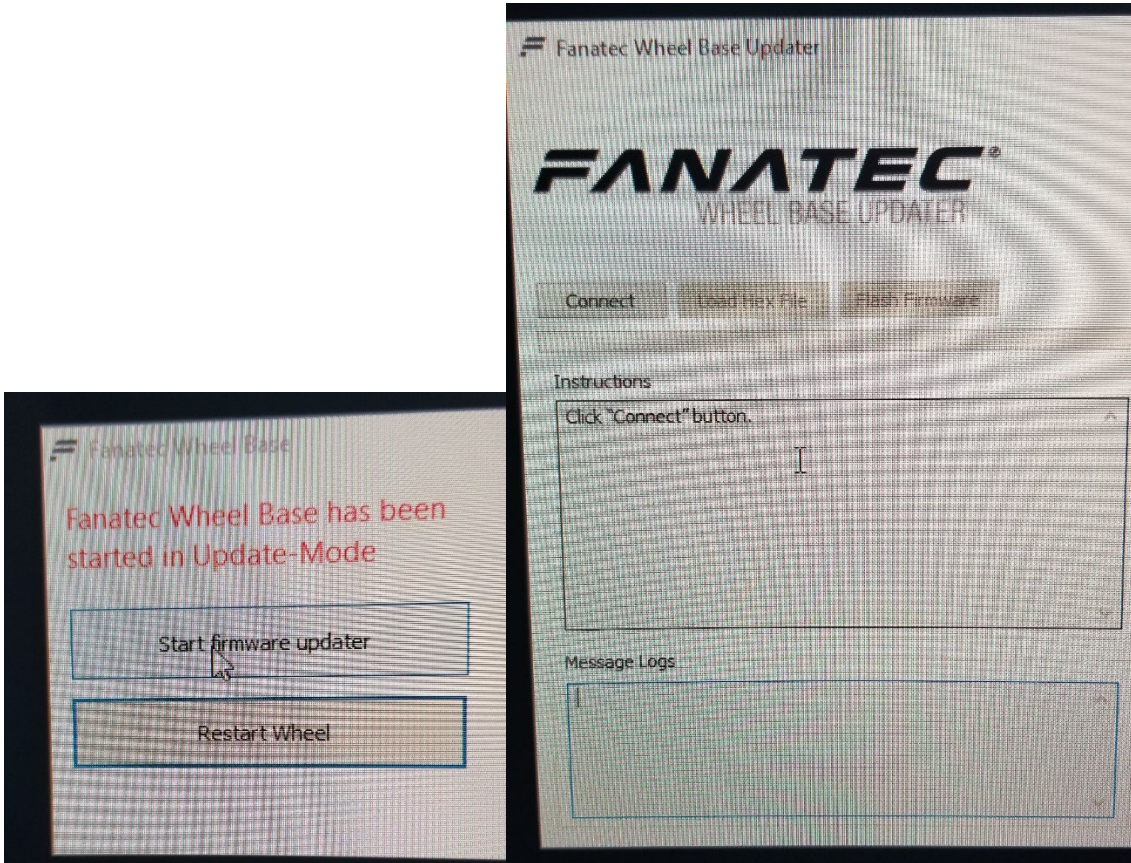 Fanatec Wheel Base
Fanatec Wheel Base has been
started in Update-Mode
Start firmware updater
Restart Wheel
Fanatec Wheel Base Updater
FANATEC®
WHEEL BASE UPDATER
Connect
Load Hex File
Flash Firmware
Instructions
Click "Connect" button.
Message Logs